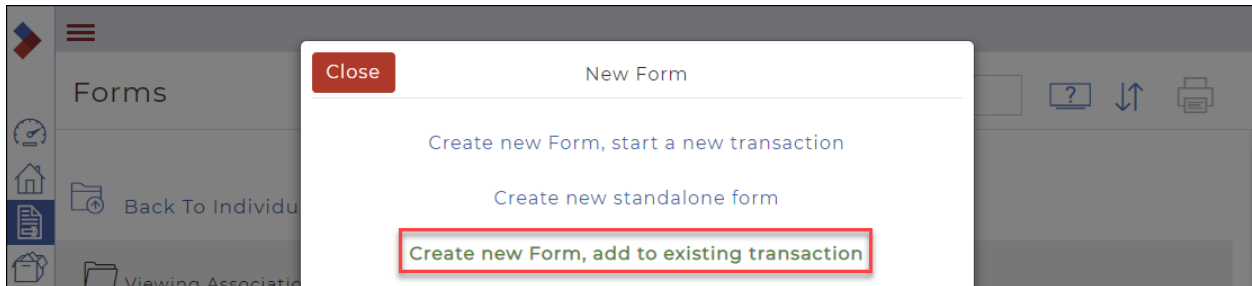 Close
New Form
Forms
?
Create new Form, start a new transaction
Create new standalone form
Back To Individu
Create new Form, add to existing transaction
Viewing Associatio